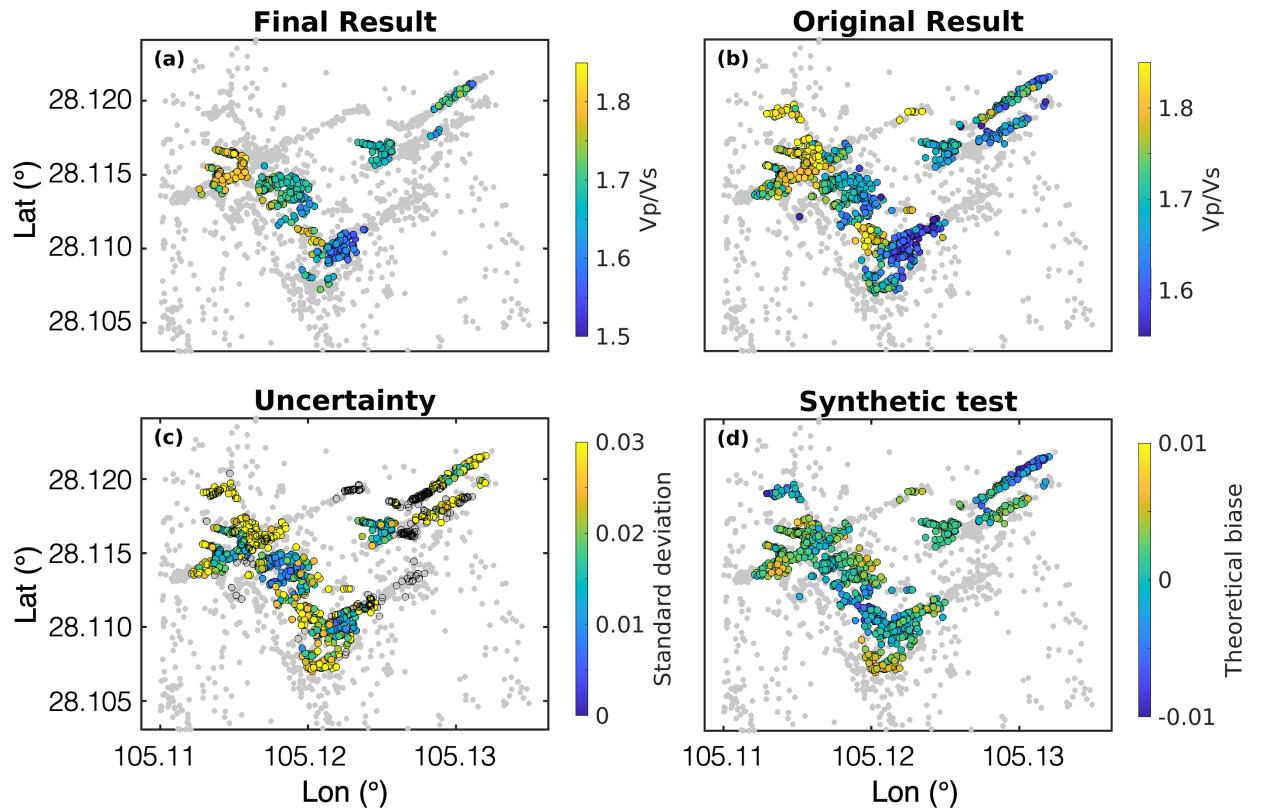 Final Result
Original Result
(a)
(b)
28.120
28.115
28.110
28.105
Lat (°)
1.8
1.7
1.6
1.5
Vp/Vs
1.8
1.7
1.6
Vp/Vs
Uncertainty
Synthetic test
(c)
(d)
28.120
28.115
28.110
28.105
Lat (°)
0.03
0.02
0.01
0
Standard deviation
0.01
0
-0.01
Theoretical biase
105.11
105.12
105.13
105.11
105.12
105.13
Lon (°)
Lon (°)